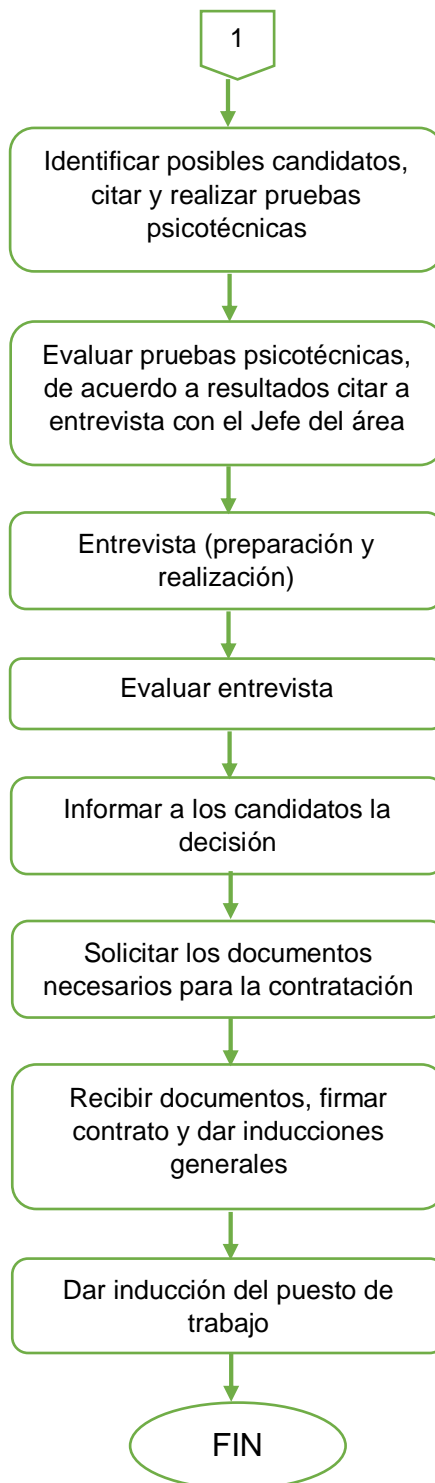 1
Identificar posibles candidatos,
citar y realizar pruebas
psicotécnicas
Evaluar pruebas psicotécnicas,
de acuerdo a resultados citar a
entrevista con el Jefe del área
Entrevista (preparación y
realización)
Evaluar entrevista
Informar a los candidatos la
decisión
Solicitar los documentos
necesarios para la contratación
Recibir documentos, firmar
contrato y dar inducciones
generales
Dar inducción del puesto de
trabajo
FIN